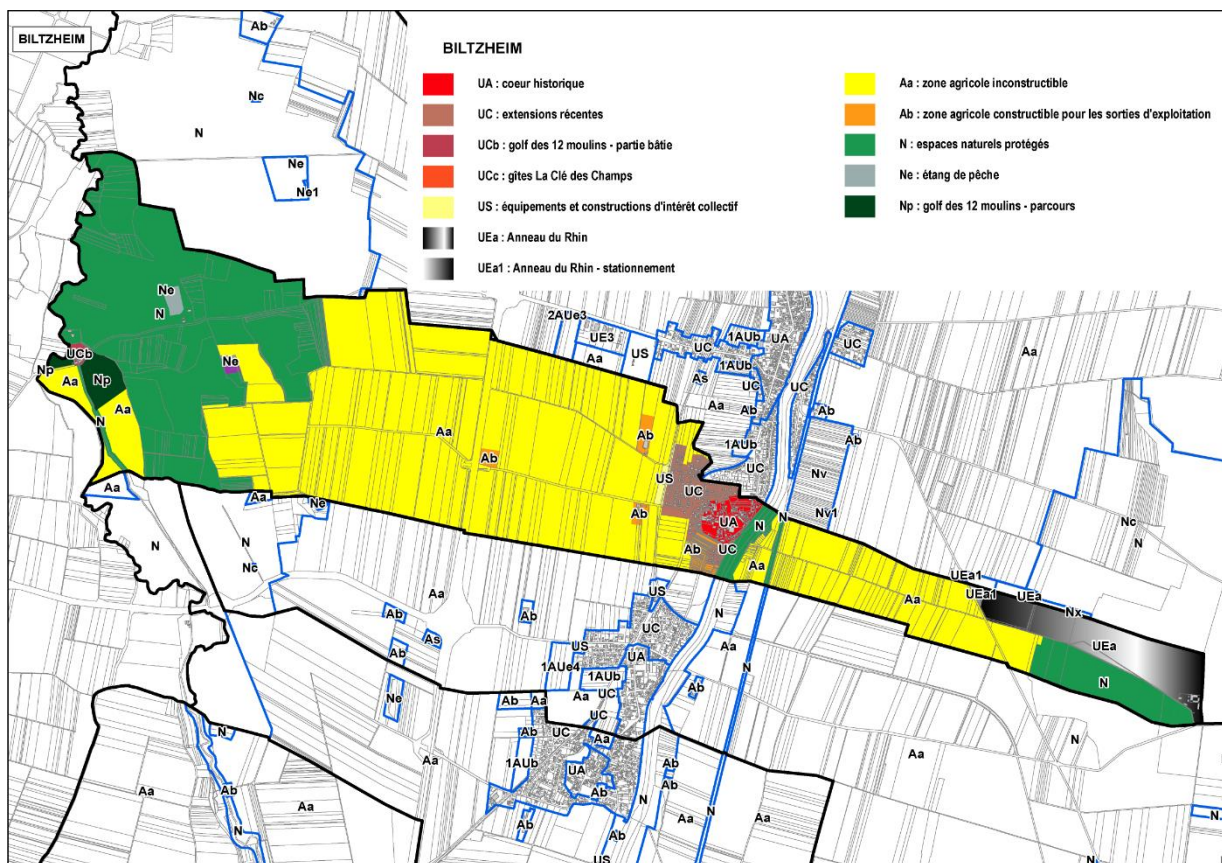 BILTZHEIM
BILTZHEIM
UA : coeur historique
UC : extensions récentes
UCb : golf des 12 moulins - partie bâtie
UCc : gîtes La Clé des Champs
US : équipements et constructions d'intérêt collectif
UEa : Anneau du Rhin
UEa1 : Anneau du Rhin - stationnement
Aa : zone agricole inconstructible
Ab : zone agricole constructible pour les sorties d'exploitation
N : espaces naturels protégés
Ne : étang de pêche
Np : golf des 12 moulins - parcours
Ab
Nc
N
Ne
Ne1
Ne
N
UCb
Np
Aa
Np
Aa
N
Ne
Aa
Ab
Ab
Ab
US
UC
UA
UC
Ab
N
N
Aa
Aa
UEa1
UEa1
UEa
Nx
UEa
N
2AUe3
UE3
Aa
US
UC
1AUb
UA
1AUb
UC
As
Aa
Ab
1AUb
UC
UC
UC
Ab
Ab
Nv
Nv1
Aa
Nc
Aa
N
Aa
N
Nc
Ne
Aa
Ab
As
Ab
Ne
Ab
US
UC
US
UA
1AUe4
1AUb
Aa
UC
Ab
Aa
UC
Ab
Aa
1AUb
UA
Ab
Ab
Ab
US
N
Aa
N
Ab
Ab
Ab
N
Aa
Aa
N
Aa
Aa
N
Ab
N
Aa
Aa
Aa
N
N
N